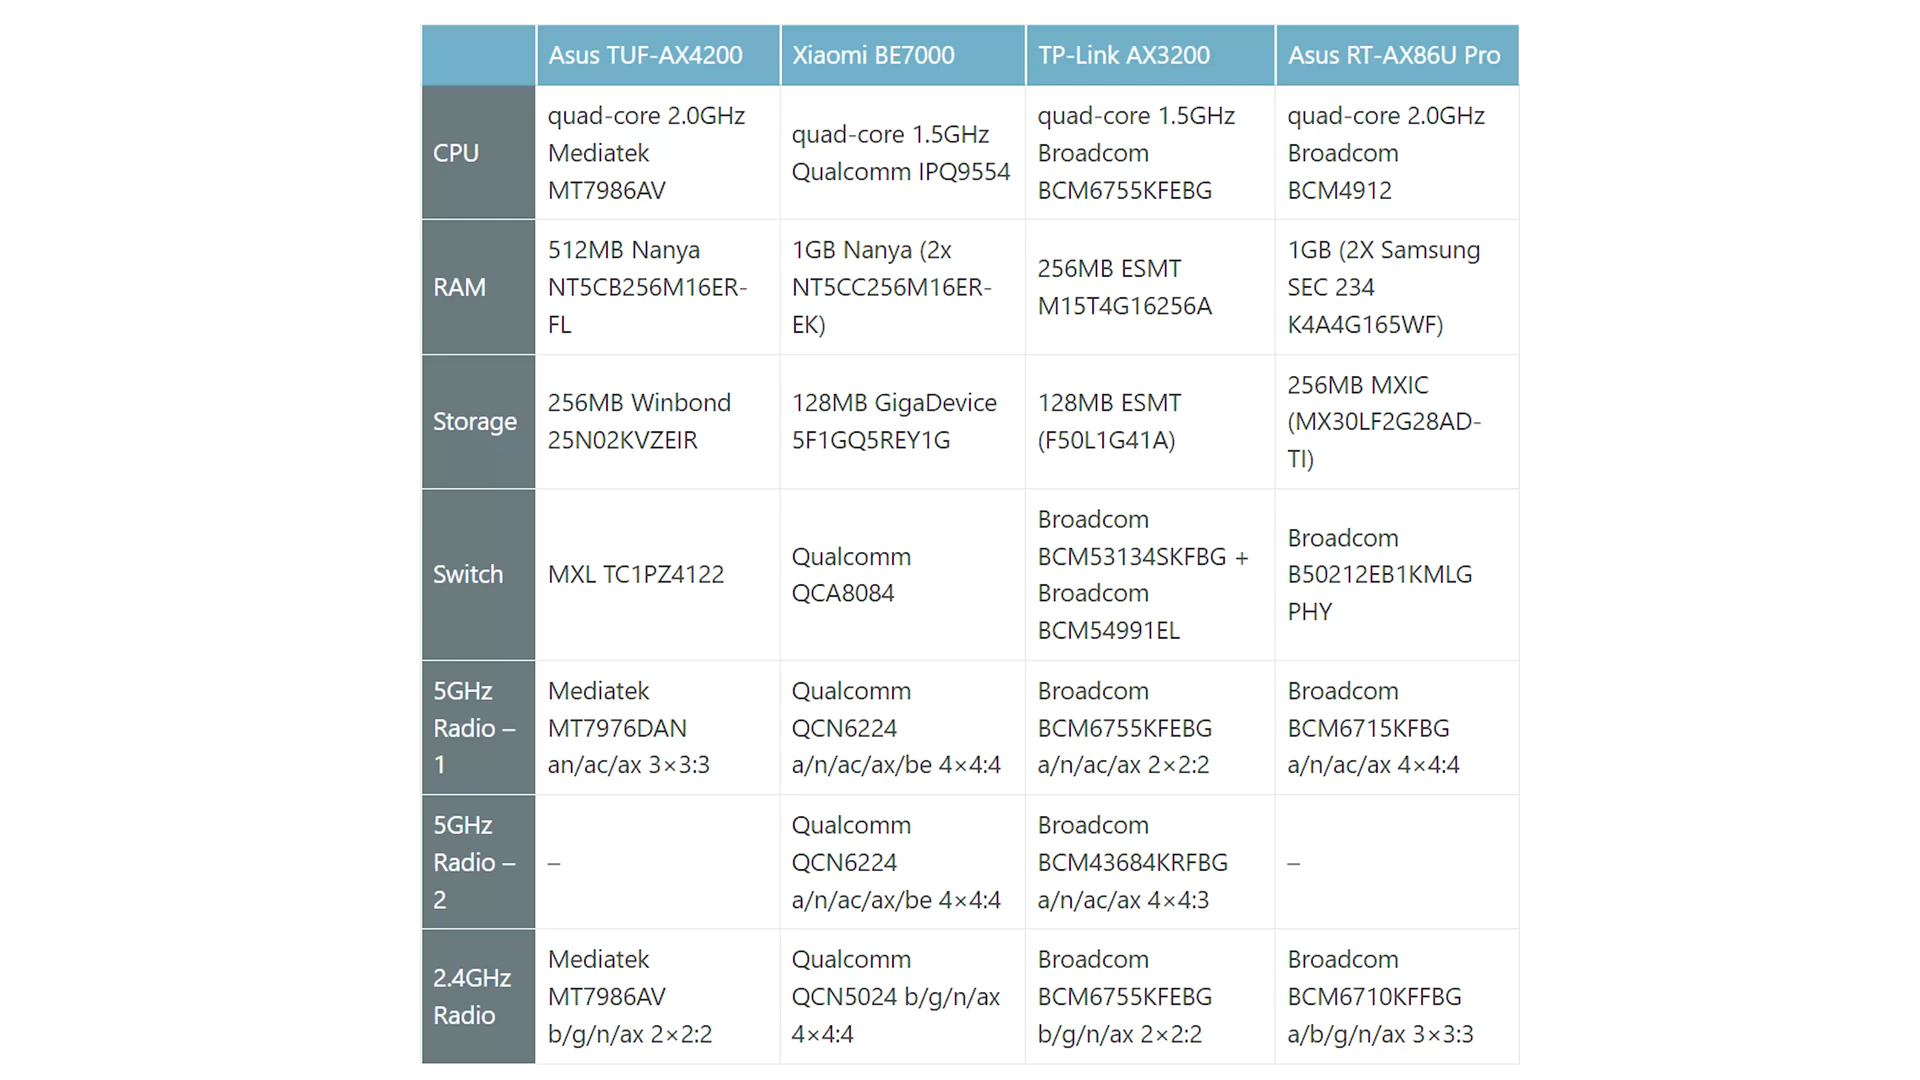 Asus TUF-AX4200
Xiaomi BE7000
TP-Link AX3200
Asus RT-AX86U Pro
CPU
quad-core 2.0GHz
Mediatek
MT7986AV
quad-core 1.5GHz
Qualcomm IPQ9554
quad-core 1.5GHz
Broadcom
BCM6755KFEBG
quad-core 2.0GHz
Broadcom
BCM4912
RAM
512MB Nanya
NT5CB256M16ER-
FL
1GB Nanya (2x
NT5CC256M16ER-
EK)
256MB ESMT
M15T4G16256A
1GB (2X Samsung
SEC 234
K4A4G165WF)
Storage
256MB Winbond
25N02KVZEIR
128MB GigaDevice
5F1GQ5REY1G
128MB ESMT
(F50L1G41A)
256MB MXIC
(MX30LF2G28AD-
TI)
Switch
MXL TC1PZ4122
Qualcomm
QCA8084
Broadcom
BCM53134SKFBG +
Broadcom
BCM54991EL
Broadcom
B50212EB1KMLG
PHY
5GHz
Radio –
1
Mediatek
MT7976DAN
an/ac/ax 3×3:3
Qualcomm
QCN6224
a/n/ac/ax/be 4×4:4
Broadcom
BCM6755KFEBG
a/n/ac/ax 2×2:2
Broadcom
BCM6715KFBG
a/n/ac/ax 4×4:4
5GHz
Radio –
2
–
Qualcomm
QCN6224
a/n/ac/ax/be 4×4:4
Broadcom
BCM43684KRFBG
a/n/ac/ax 4×4:3
–
2.4GHz
Radio
Mediatek
MT7986AV
b/g/n/ax 2×2:2
Qualcomm
QCN5024 b/g/n/ax
4×4:4
Broadcom
BCM6755KFEBG
b/g/n/ax 2×2:2
Broadcom
BCM6710KFFBG
a/b/g/n/ax 3×3:3